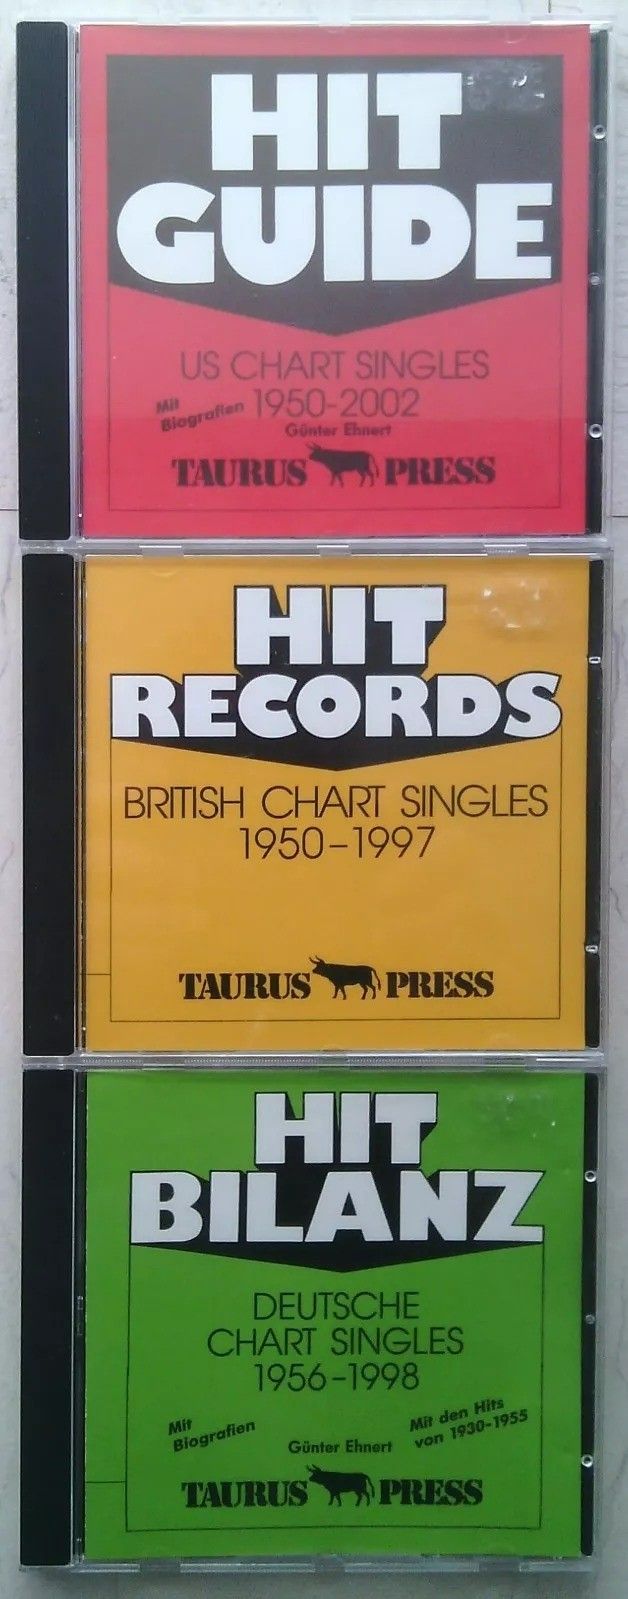 HIT
GUIDE
US CHART SINGLES
Mit
Biografien
1950-2002
Günter Ehnert
TAURUS PRESS
HIT
RECORDS
BRITISH CHART SINGLES
1950-1997
TAURUS PRESS
HIT
BILANZ
DEUTSCHE
CHART SINGLES
1956-1998
Mit
Biografien
Mit den Hits
von 1930-1955
Günter Ehnert
TAURUS PRESS